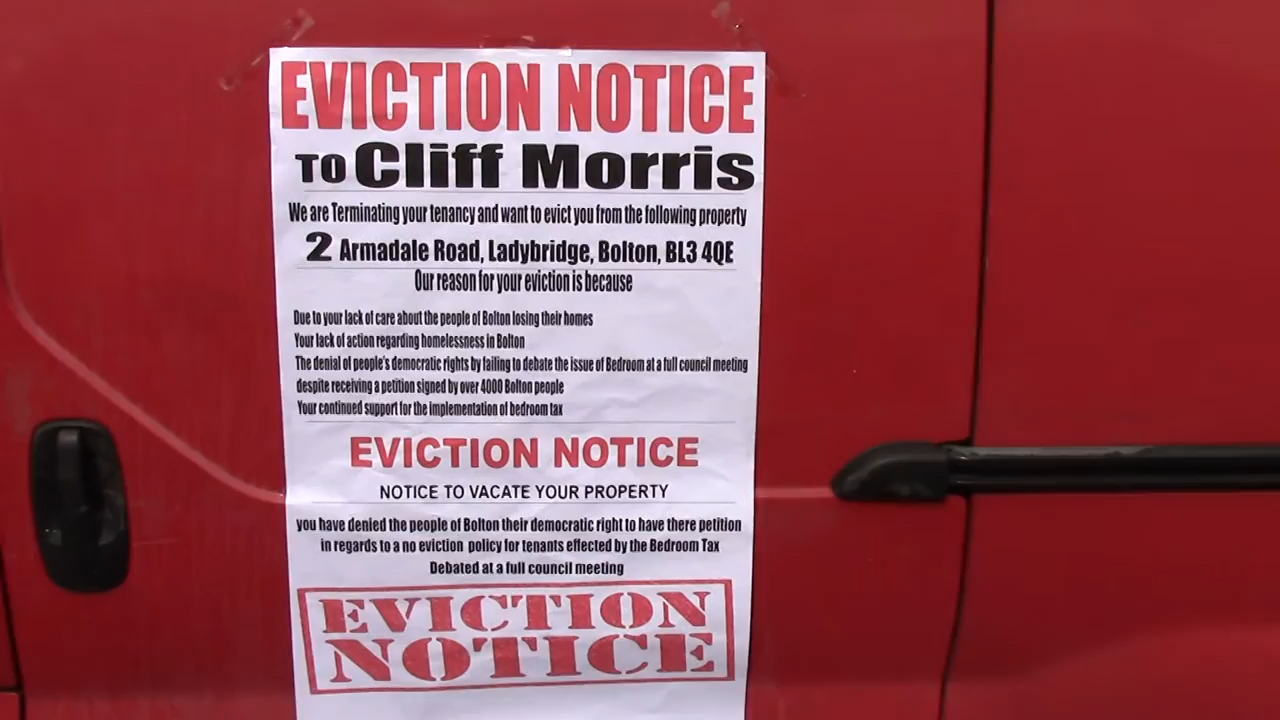 EVICTION NOTICE
TO Cliff Morris
We are Terminating your tenancy and want to evict you from the following property
2 Armadale Road, Ladybridge, Bolton, BL3 4QE
Our reason for your eviction is because
Due to your lack of care about the people of Bolton losing their homes
Your lack of action regarding homelessness in Bolton
The denial of people's democratic rights by failing to debate the issue of Bedroom at a full council meeting
despite receiving a petition signed by over 4000 Bolton people
Your continued support for the implementation of bedroom tax
EVICTION NOTICE
NOTICE TO VACATE YOUR PROPERTY
you have denied the people of Bolton their democratic right to have there petition
in regards to a no eviction policy for tenants effected by the Bedroom Tax
Debated at a full council meeting
EVICTION
NOTICE